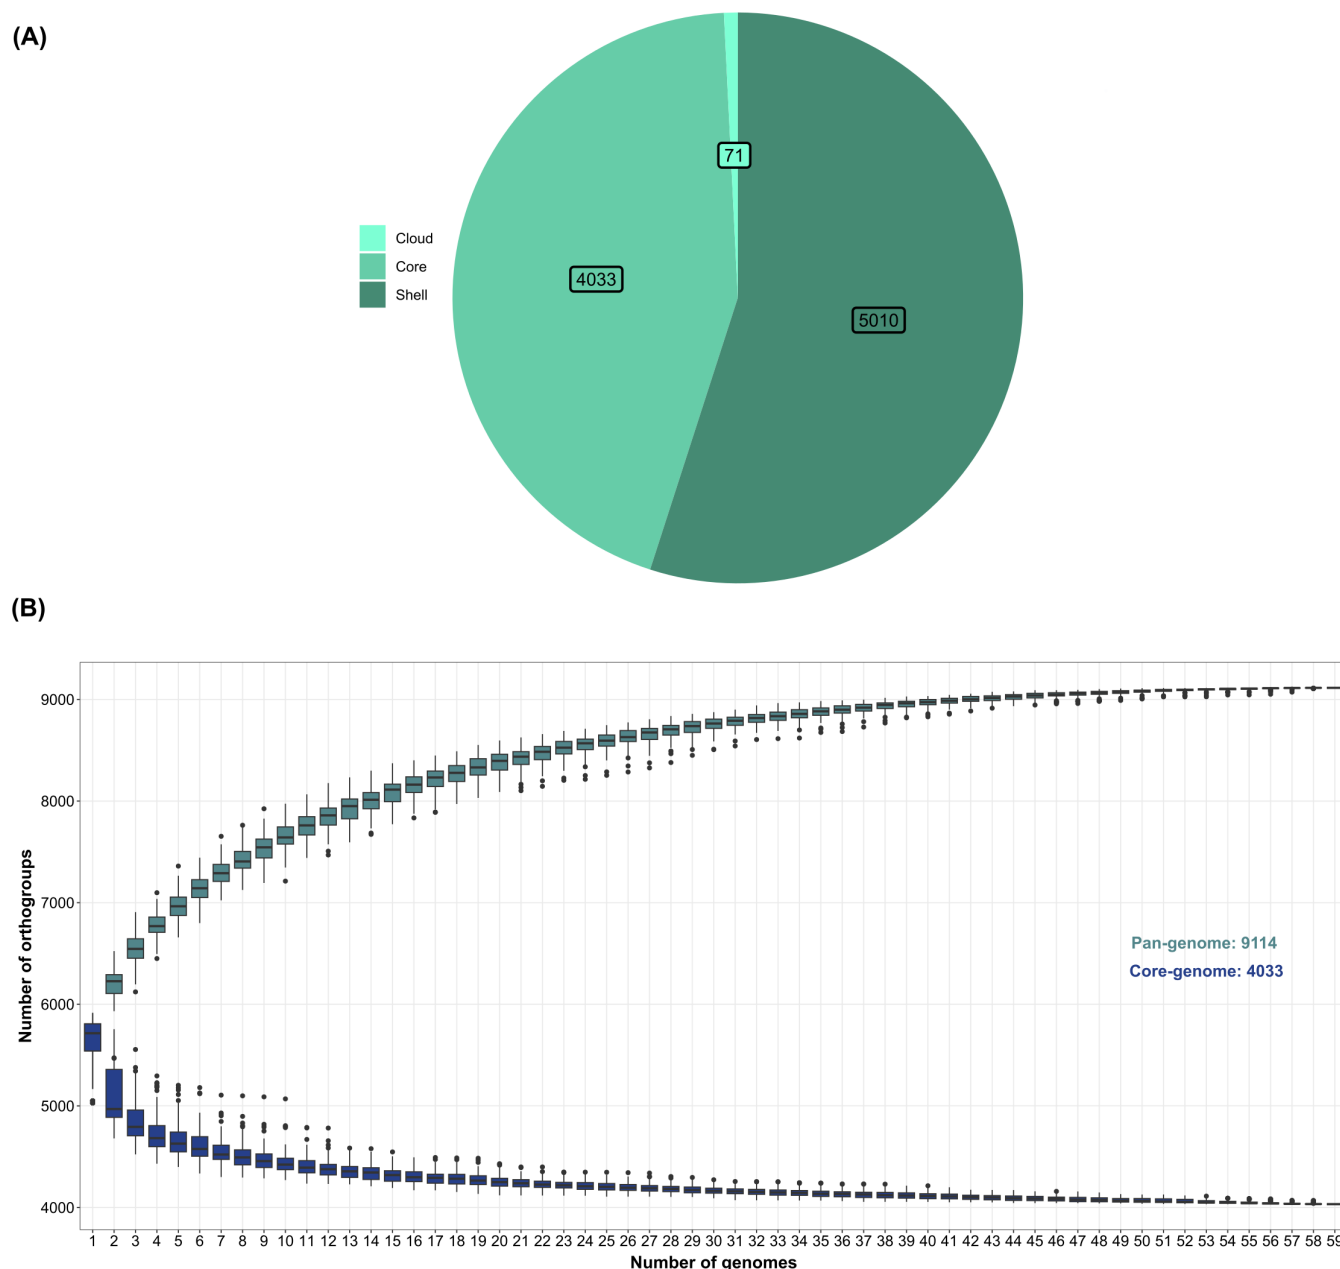 (A)
71
Cloud
Core
Shell
4033
5010
(B)
9000
8000
7000
6000
5000
4000
Number of orthogroups
Pan-genome: 9114
Core-genome: 4033
1 2 3 4 5 6 7 8 9 10 11 12 13 14 15 16 17 18 19 20 21 22 23 24 25 26 27 28 29 30 31 32 33 34 35 36 37 38 39 40 41 42 43 44 45 46 47 48 49 50 51 52 53 54 55 56 57 58 59
Number of genomes